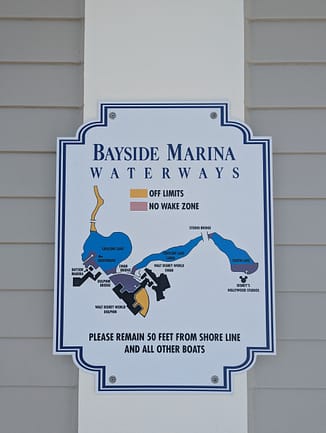 BAYSIDE MARINA
WATERWAYS
OFF LIMITS
NO WAKE ZONE
STUDIO BRIDGE
CRESCENT LAKE
BAYSIDE
MARINA
SWAN
BRIDGE
DOLPHIN
BRIDGE
WALT DISNEY WORLD
SWAN
WALT DISNEY WORLD
DOLPHIN
DISNEY'S
HOLLYWOOD STUDIOS
PLEASE REMAIN 50 FEET FROM SHORE LINE
AND ALL OTHER BOATS